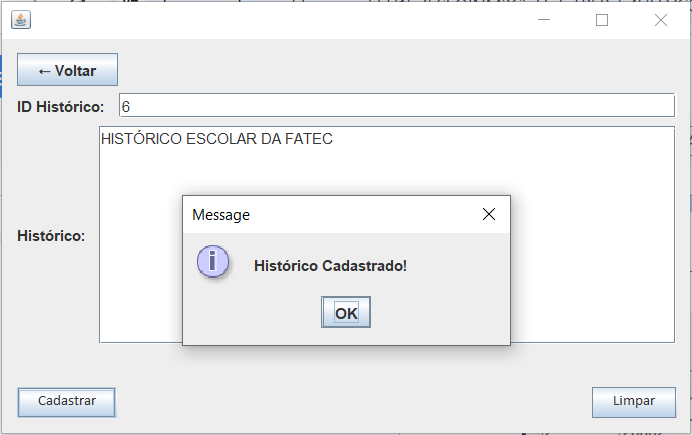 ← Voltar
ID Histórico: 6
HISTÓRICO ESCOLAR DA FATEC
Histórico:
Message
Histórico Cadastrado!
OK
Cadastrar Limpar